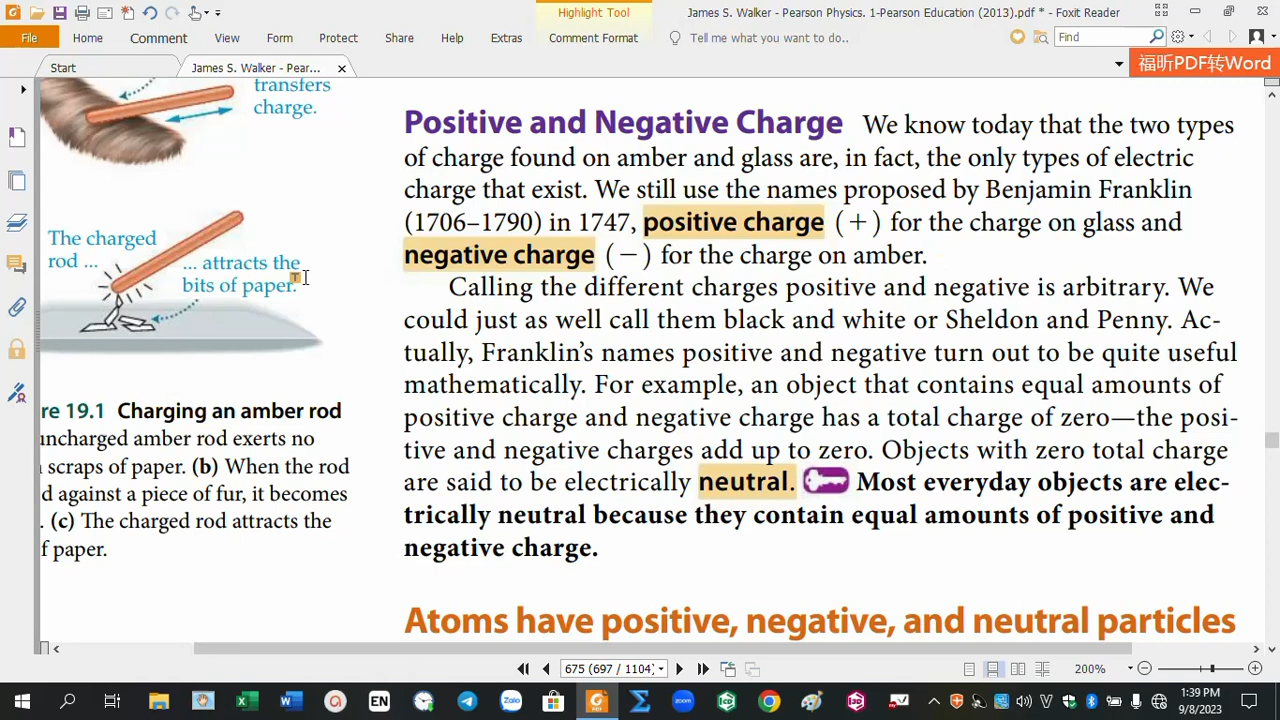 James S. Walker - Pearson Physics. 1-Pearson Education (2013).pdf * - Foxit Reader
Highlight Tool
File Home Comment View Form Protect Share Help Extras Comment Format Tell me what you want to do.. Find
Start
James S. Walker - Pear...
福昕PDF转Word
transfers
charge.
The charged
rod ...
... attracts the
bits of paper.
re 19.1 Charging an amber rod
uncharged amber rod exerts no
scraps of paper. (b) When the rod
d against a piece of fur, it becomes
. (c) The charged rod attracts the
f paper.
Positive and Negative Charge We know today that the two types
of charge found on amber and glass are, in fact, the only types of electric
charge that exist. We still use the names proposed by Benjamin Franklin
(1706–1790) in 1747, positive charge (+) for the charge on glass and
negative charge (−) for the charge on amber.
Calling the different charges positive and negative is arbitrary. We
could just as well call them black and white or Sheldon and Penny. Ac-
tually, Franklin’s names positive and negative turn out to be quite useful
mathematically. For example, an object that contains equal amounts of
positive charge and negative charge has a total charge of zero—the posi-
tive and negative charges add up to zero. Objects with zero total charge
are said to be electrically neutral. Most everyday objects are elec-
trically neutral because they contain equal amounts of positive and
negative charge.
Atoms have positive, negative, and neutral particles
675 (697 / 1104)
200%
EN
Zalo
zoom
1:39 PM
9/8/2023